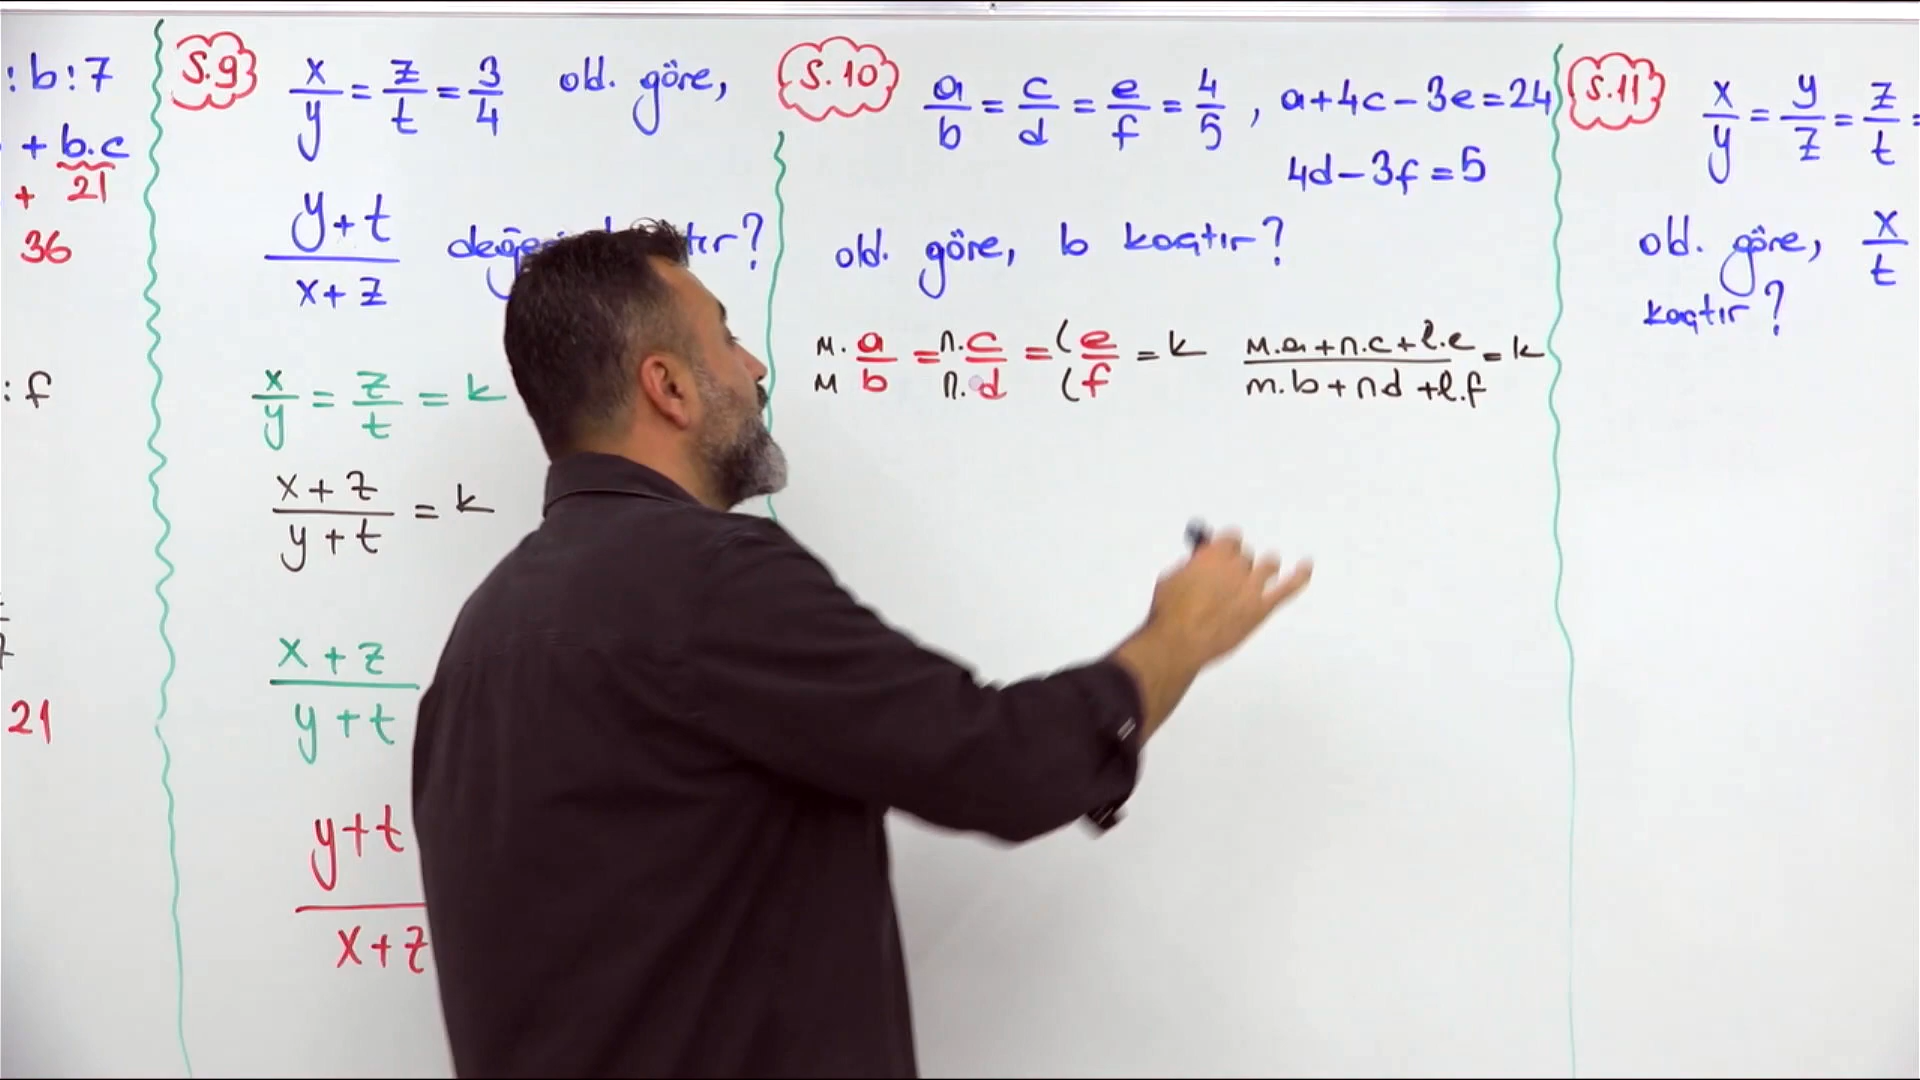 : b : 7
+ b.c
+ 21
36
: f
21
S.9
x/y = z/t = 3/4 old. göre,
y+t / x+z
x/y = z/t = k
x+z / y+t = k
x+z / y+t
y+t / x+z
S.10
a/b = c/d = e/f = 4/5 , a+4c-3e=24
4d-3f=5
old. göre, b kaçtır?
M.a / M b = n.c / n.d = l e / l f = k
m.a+n.c+l.e / m.b+nd+l.f = k
S.11
x/y = y/z = z/t =
old. göre, x/t
kaçtır?